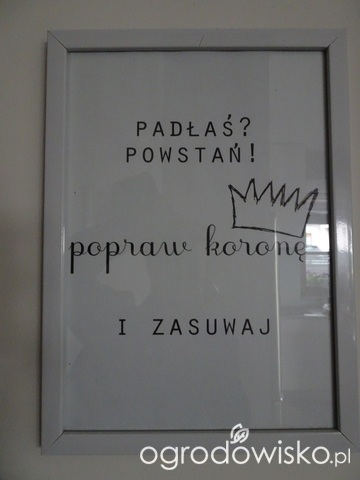 PADŁAŚ?
POWSTAŃ!
popraw koronę
I ZASUWAJ
ogrodowisko.pl